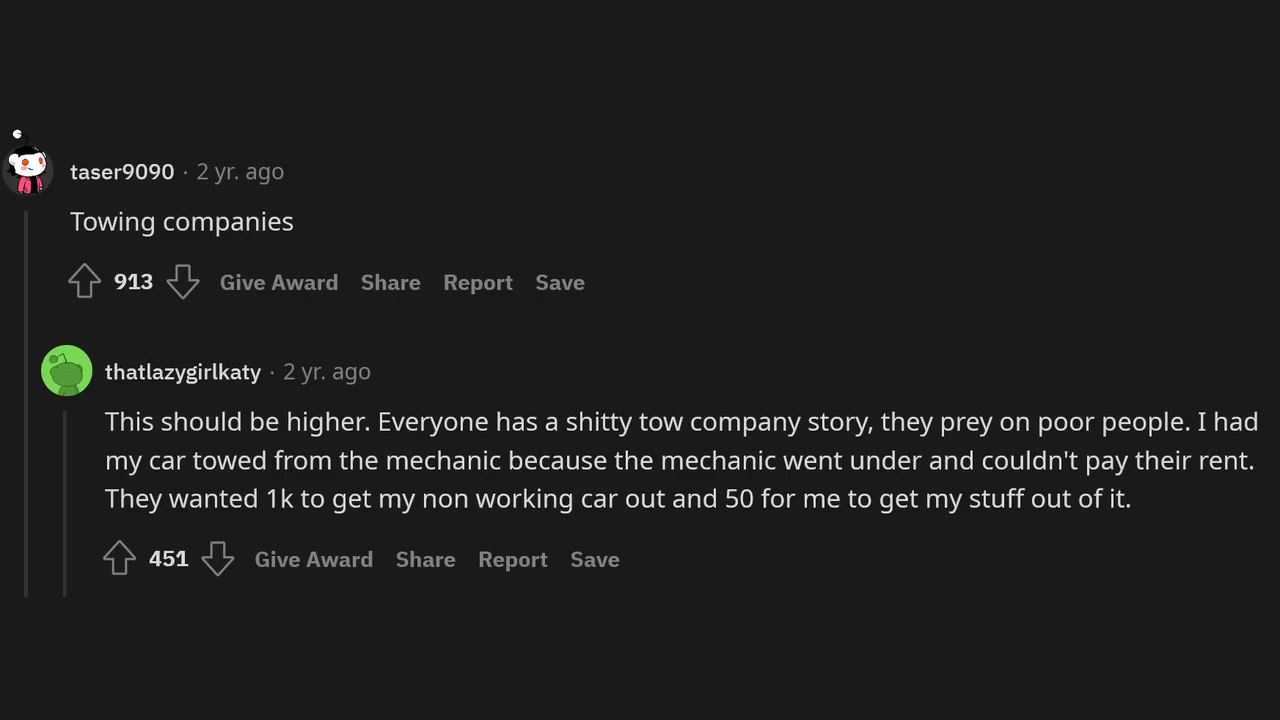 taser9090 · 2 yr. ago
Towing companies
913 Give Award Share Report Save
thatlazygirlkaty · 2 yr. ago
This should be higher. Everyone has a shitty tow company story, they prey on poor people. I had
my car towed from the mechanic because the mechanic went under and couldn't pay their rent.
They wanted 1k to get my non working car out and 50 for me to get my stuff out of it.
451 Give Award Share Report Save